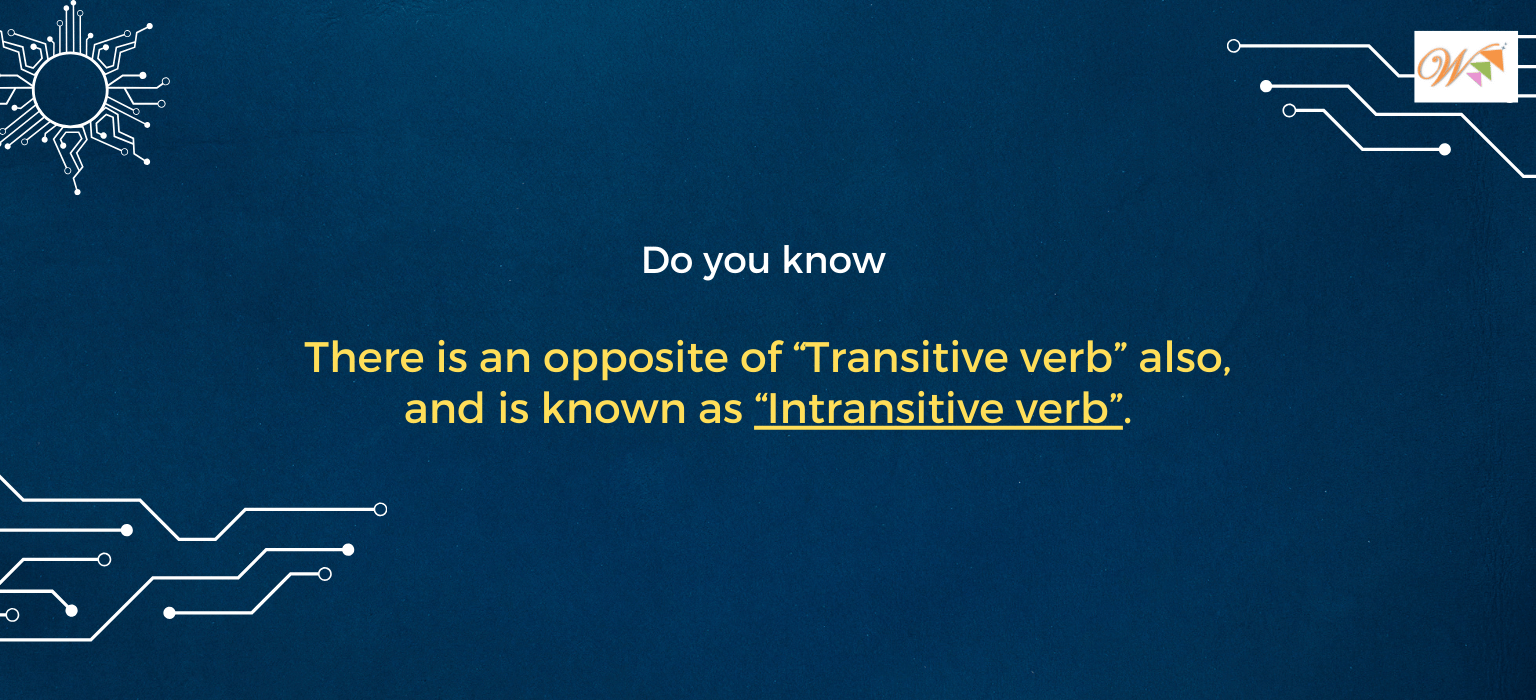 W
Do you know
There is an opposite of “Transitive verb” also,
and is known as “Intransitive verb”.